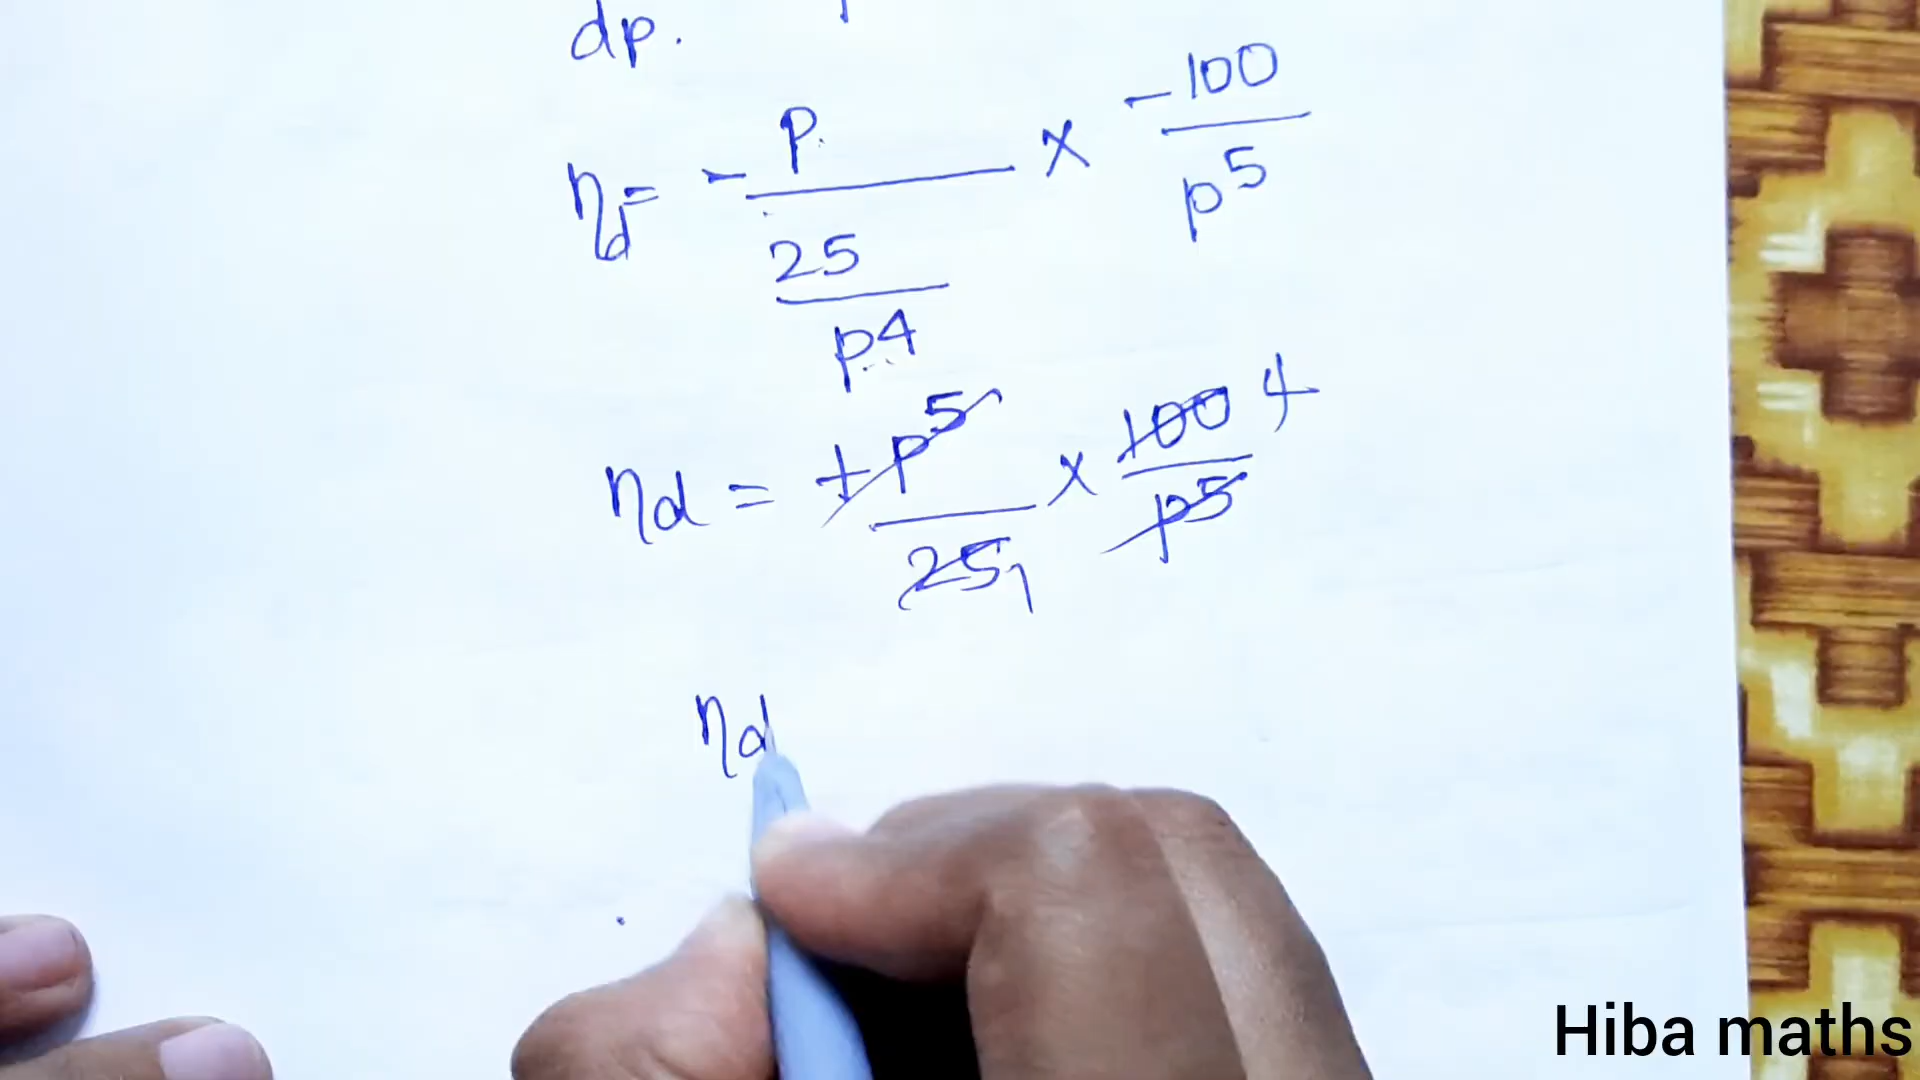 dp.
ηd = - p / (25 / p⁴) × -100 / p⁵
ηd = + p⁵ / 25 1 × 100 4 / p⁵
ηd
Hiba maths